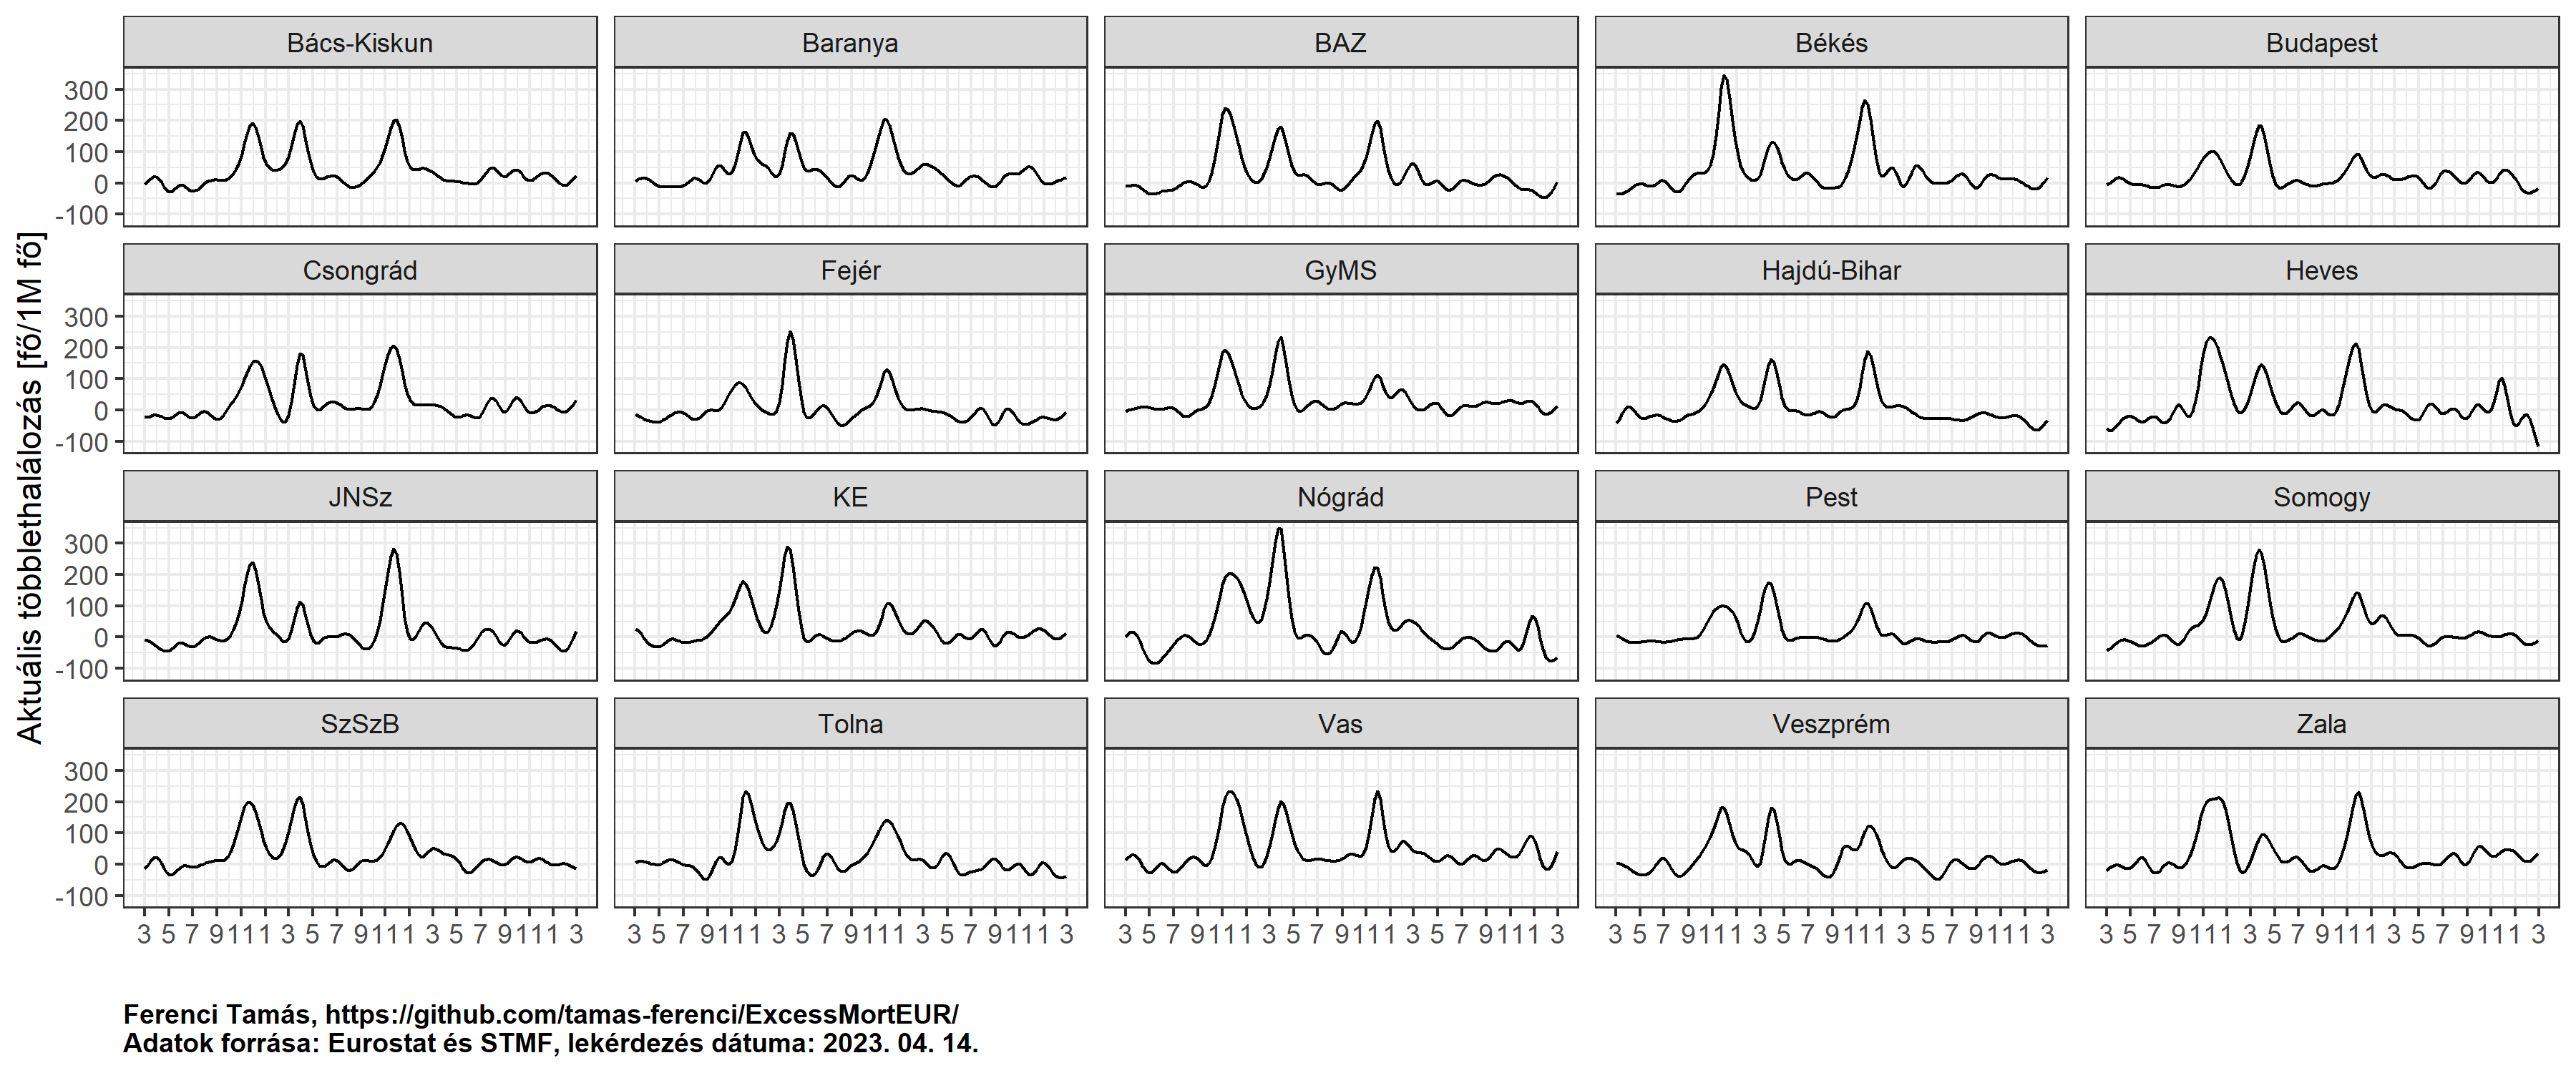 Bács-Kiskun Baranya BAZ Békés Budapest
300
200
100
0
-100
Csongrád Fejér GyMS Hajdú-Bihar Heves
300
200
100
0
-100
JNSz KE Nógrád Pest Somogy
300
200
100
0
-100
SzSzB Tolna Vas Veszprém Zala
300
200
100
0
-100
Aktuális többlethalálozás [fő/1M fő]
3 5 7 9 11 1 3 5 7 9 11 1 3 5 7 9 11 1 3 3 5 7 9 11 1 3 5 7 9 11 1 3 5 7 9 11 1 3 3 5 7 9 11 1 3 5 7 9 11 1 3 5 7 9 11 1 3 3 5 7 9 11 1 3 5 7 9 11 1 3 5 7 9 11 1 3 3 5 7 9 11 1 3 5 7 9 11 1 3 5 7 9 11 1 3
Ferenci Tamás, https://github.com/tamas-ferenci/ExcessMortEUR/
Adatok forrása: Eurostat és STMF, lekérdezés dátuma: 2023. 04. 14.